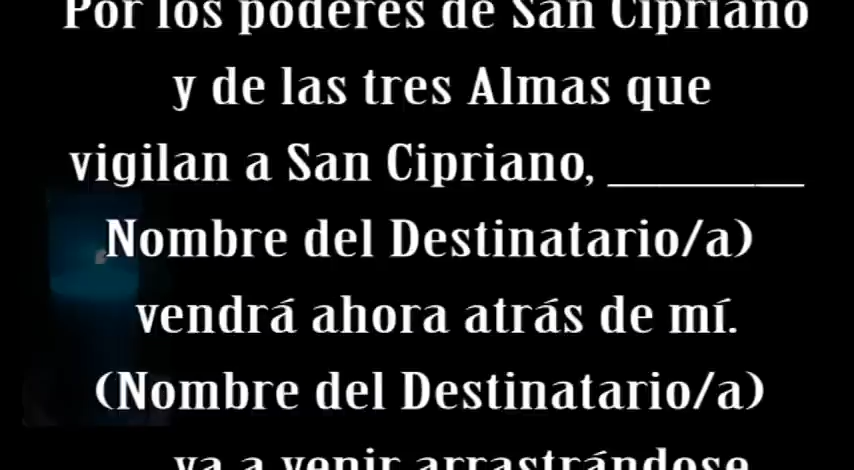 Por los poderes de San Cipriano
y de las tres Almas que
vigilan a San Cipriano, ________
Nombre del Destinatario/a)
vendrá ahora atrás de mí.
(Nombre del Destinatario/a)
va a venir arrastrándose